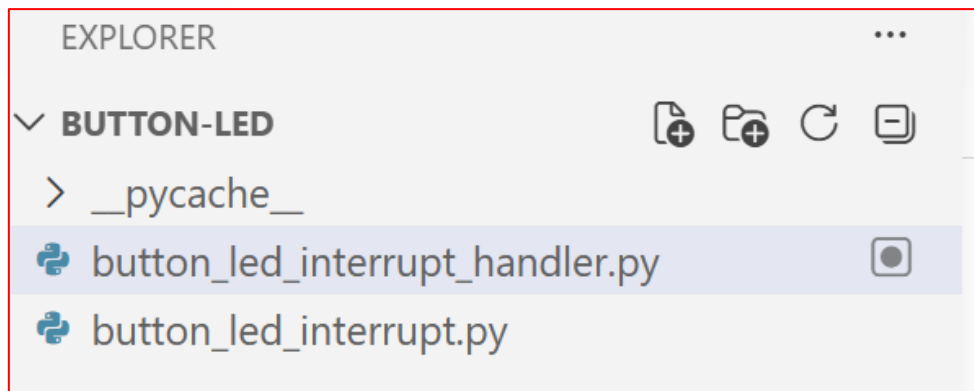 EXPLORER
BUTTON-LED
__pycache__
button_led_interrupt_handler.py
button_led_interrupt.py